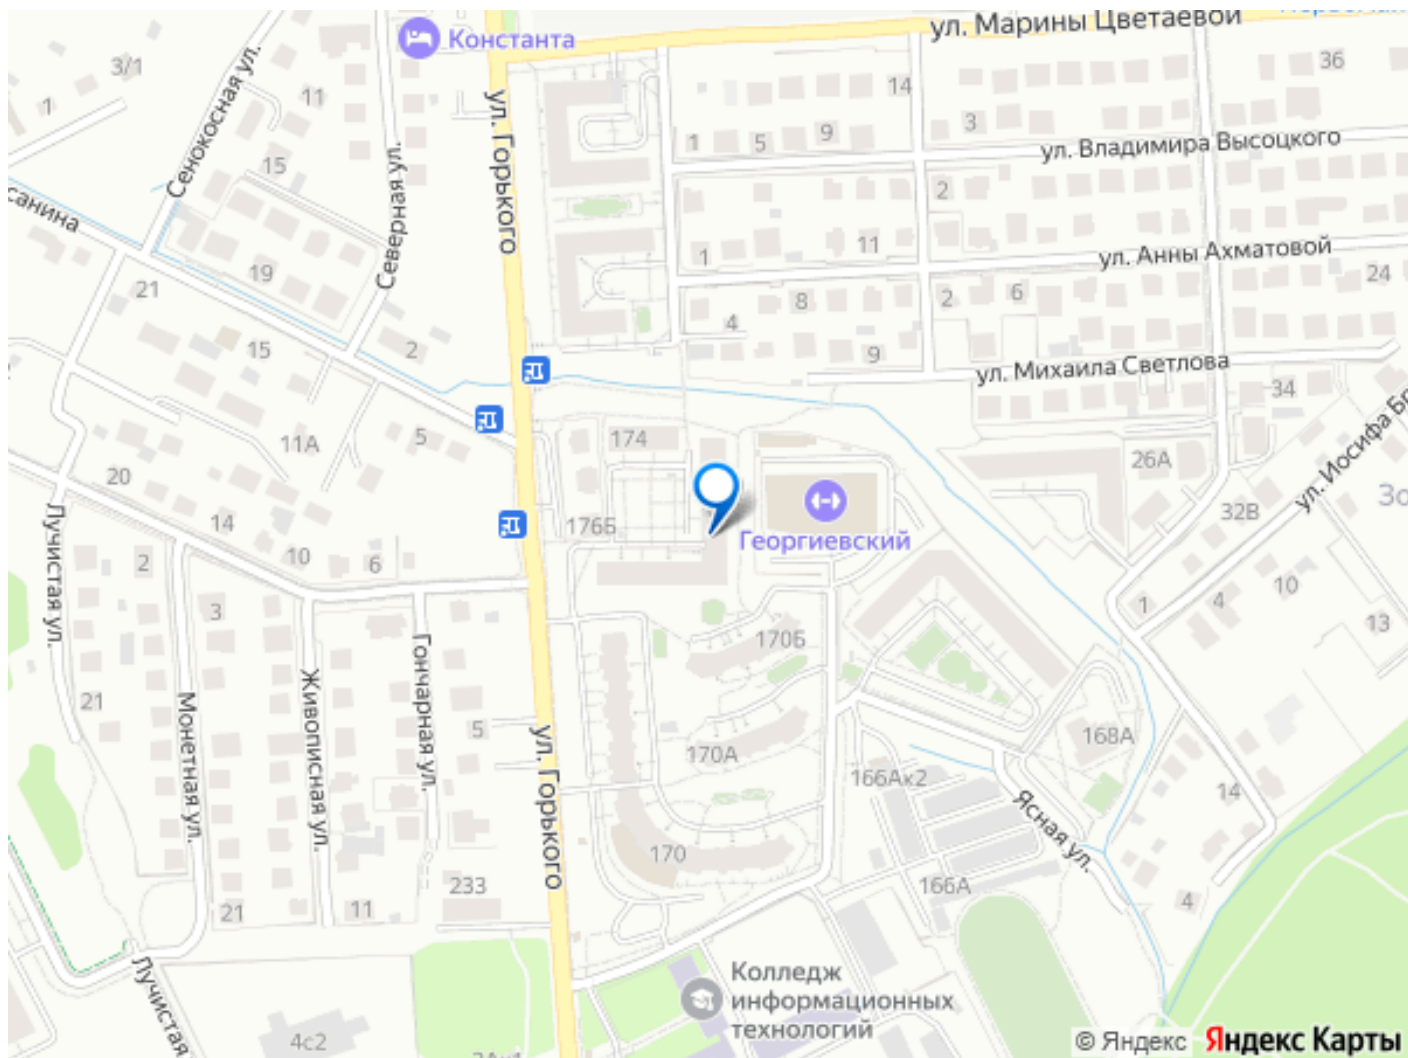 ул. Марины Цветаевой
Константа
3/1
36
Сенокосная ул.
11
14
1
ул. Горького
3
9
1
5
ул. Владимира Высоцкого
15
Северная ул.
2
санина
11
ул. Анны Ахматовой
1
19
24
21
8
6
2
4
15
2
9
ул. Михаила Светлова
34
5
174
11А
26А
20
ул. Иосифа Бр
Зо
Лучистая ул.
14
176Б
32В
Георгиевский
10
2
6
10
1
4
3
13
170Б
Гончарная ул.
Живописная ул.
Монетная ул.
21
5
ул. Горького
168А
170А
166Ак2
14
Ясная ул.
170
233
166А
4
21
11
Лучистая
Колледж
информационных
технологий
4с2
© Яндекс Яндекс Карты